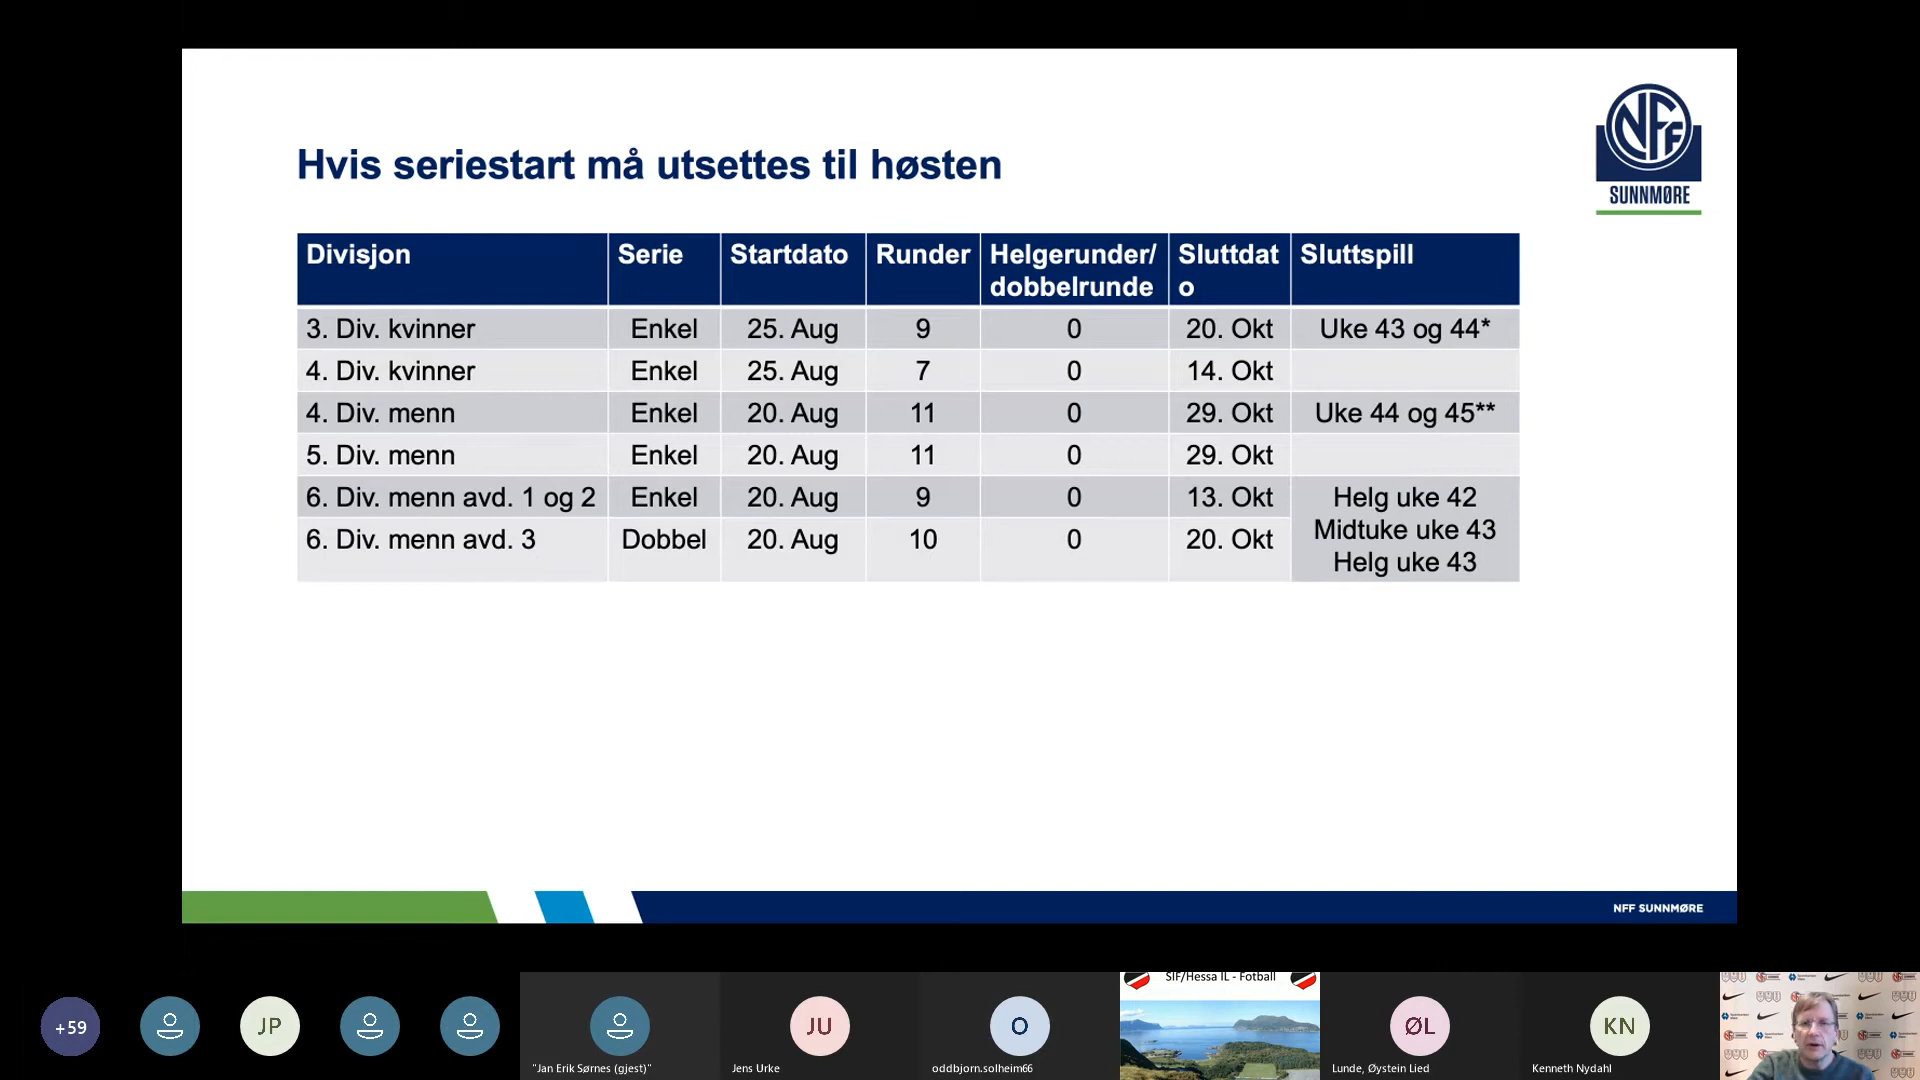 NFF
SUNNMØRE
Hvis seriestart må utsettes til høsten
Divisjon Serie Startdato Runder Helgerunder/ dobbelrunde Sluttdat o Sluttspill
3. Div. kvinner Enkel 25. Aug 9 0 20. Okt Uke 43 og 44*
4. Div. kvinner Enkel 25. Aug 7 0 14. Okt
4. Div. menn Enkel 20. Aug 11 0 29. Okt Uke 44 og 45**
5. Div. menn Enkel 20. Aug 11 0 29. Okt
6. Div. menn avd. 1 og 2 Enkel 20. Aug 9 0 13. Okt Helg uke 42
6. Div. menn avd. 3 Dobbel 20. Aug 10 0 20. Okt Midtuke uke 43
Helg uke 43
NFF SUNNMØRE
SIF/Hessa IL - Fotball
+59 JP JU O ØL KN
"Jan Erik Sørnes (gjest)" Jens Urke oddbjorn.solheim66 Lunde, Øystein Lied Kenneth Nydahl